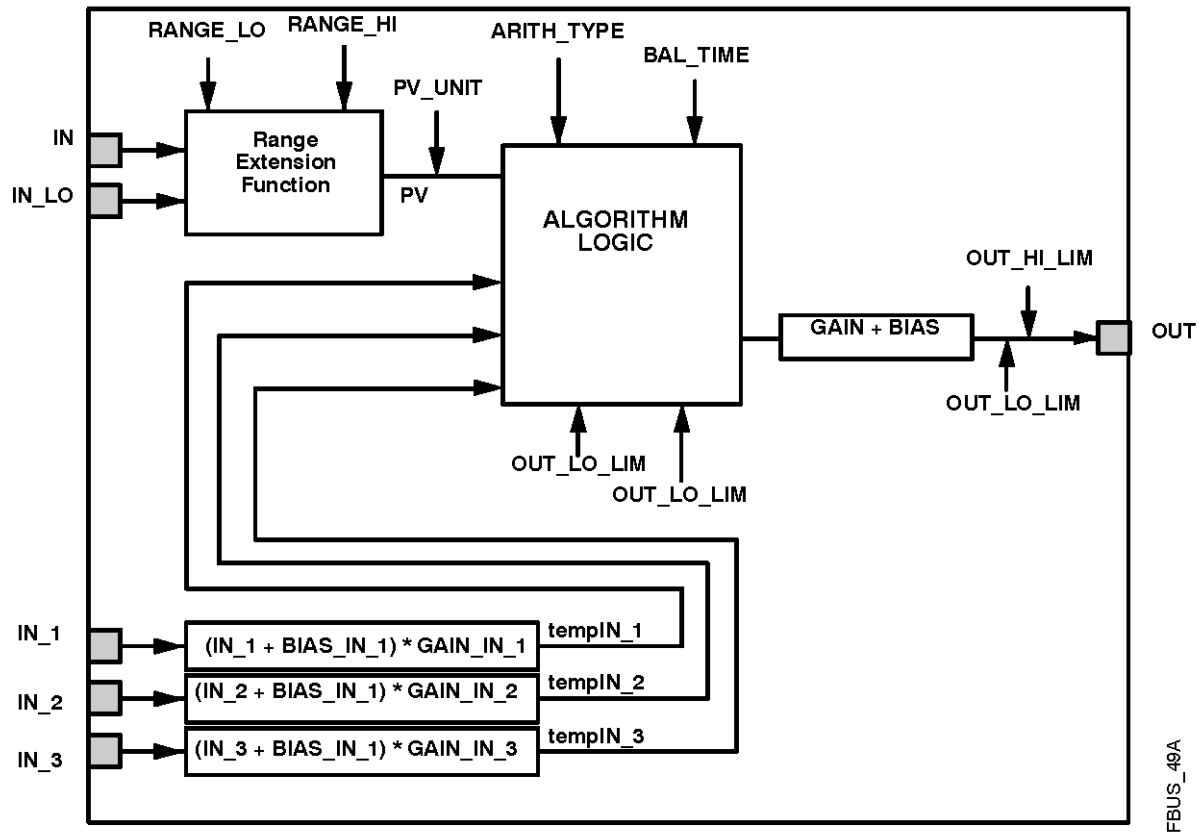 RANGE_LO
RANGE_HI
ARITH_TYPE
BAL_TIME
PV_UNIT
IN
IN_LO
Range
Extension
Function
PV
ALGORITHM
LOGIC
OUT_HI_LIM
GAIN + BIAS
OUT
OUT_LO_LIM
OUT_LO_LIM
OUT_LO_LIM
IN_1
(IN_1 + BIAS_IN_1) * GAIN_IN_1
tempIN_1
IN_2
(IN_2 + BIAS_IN_1) * GAIN_IN_2
tempIN_2
IN_3
(IN_3 + BIAS_IN_1) * GAIN_IN_3
tempIN_3
FBUS_49A